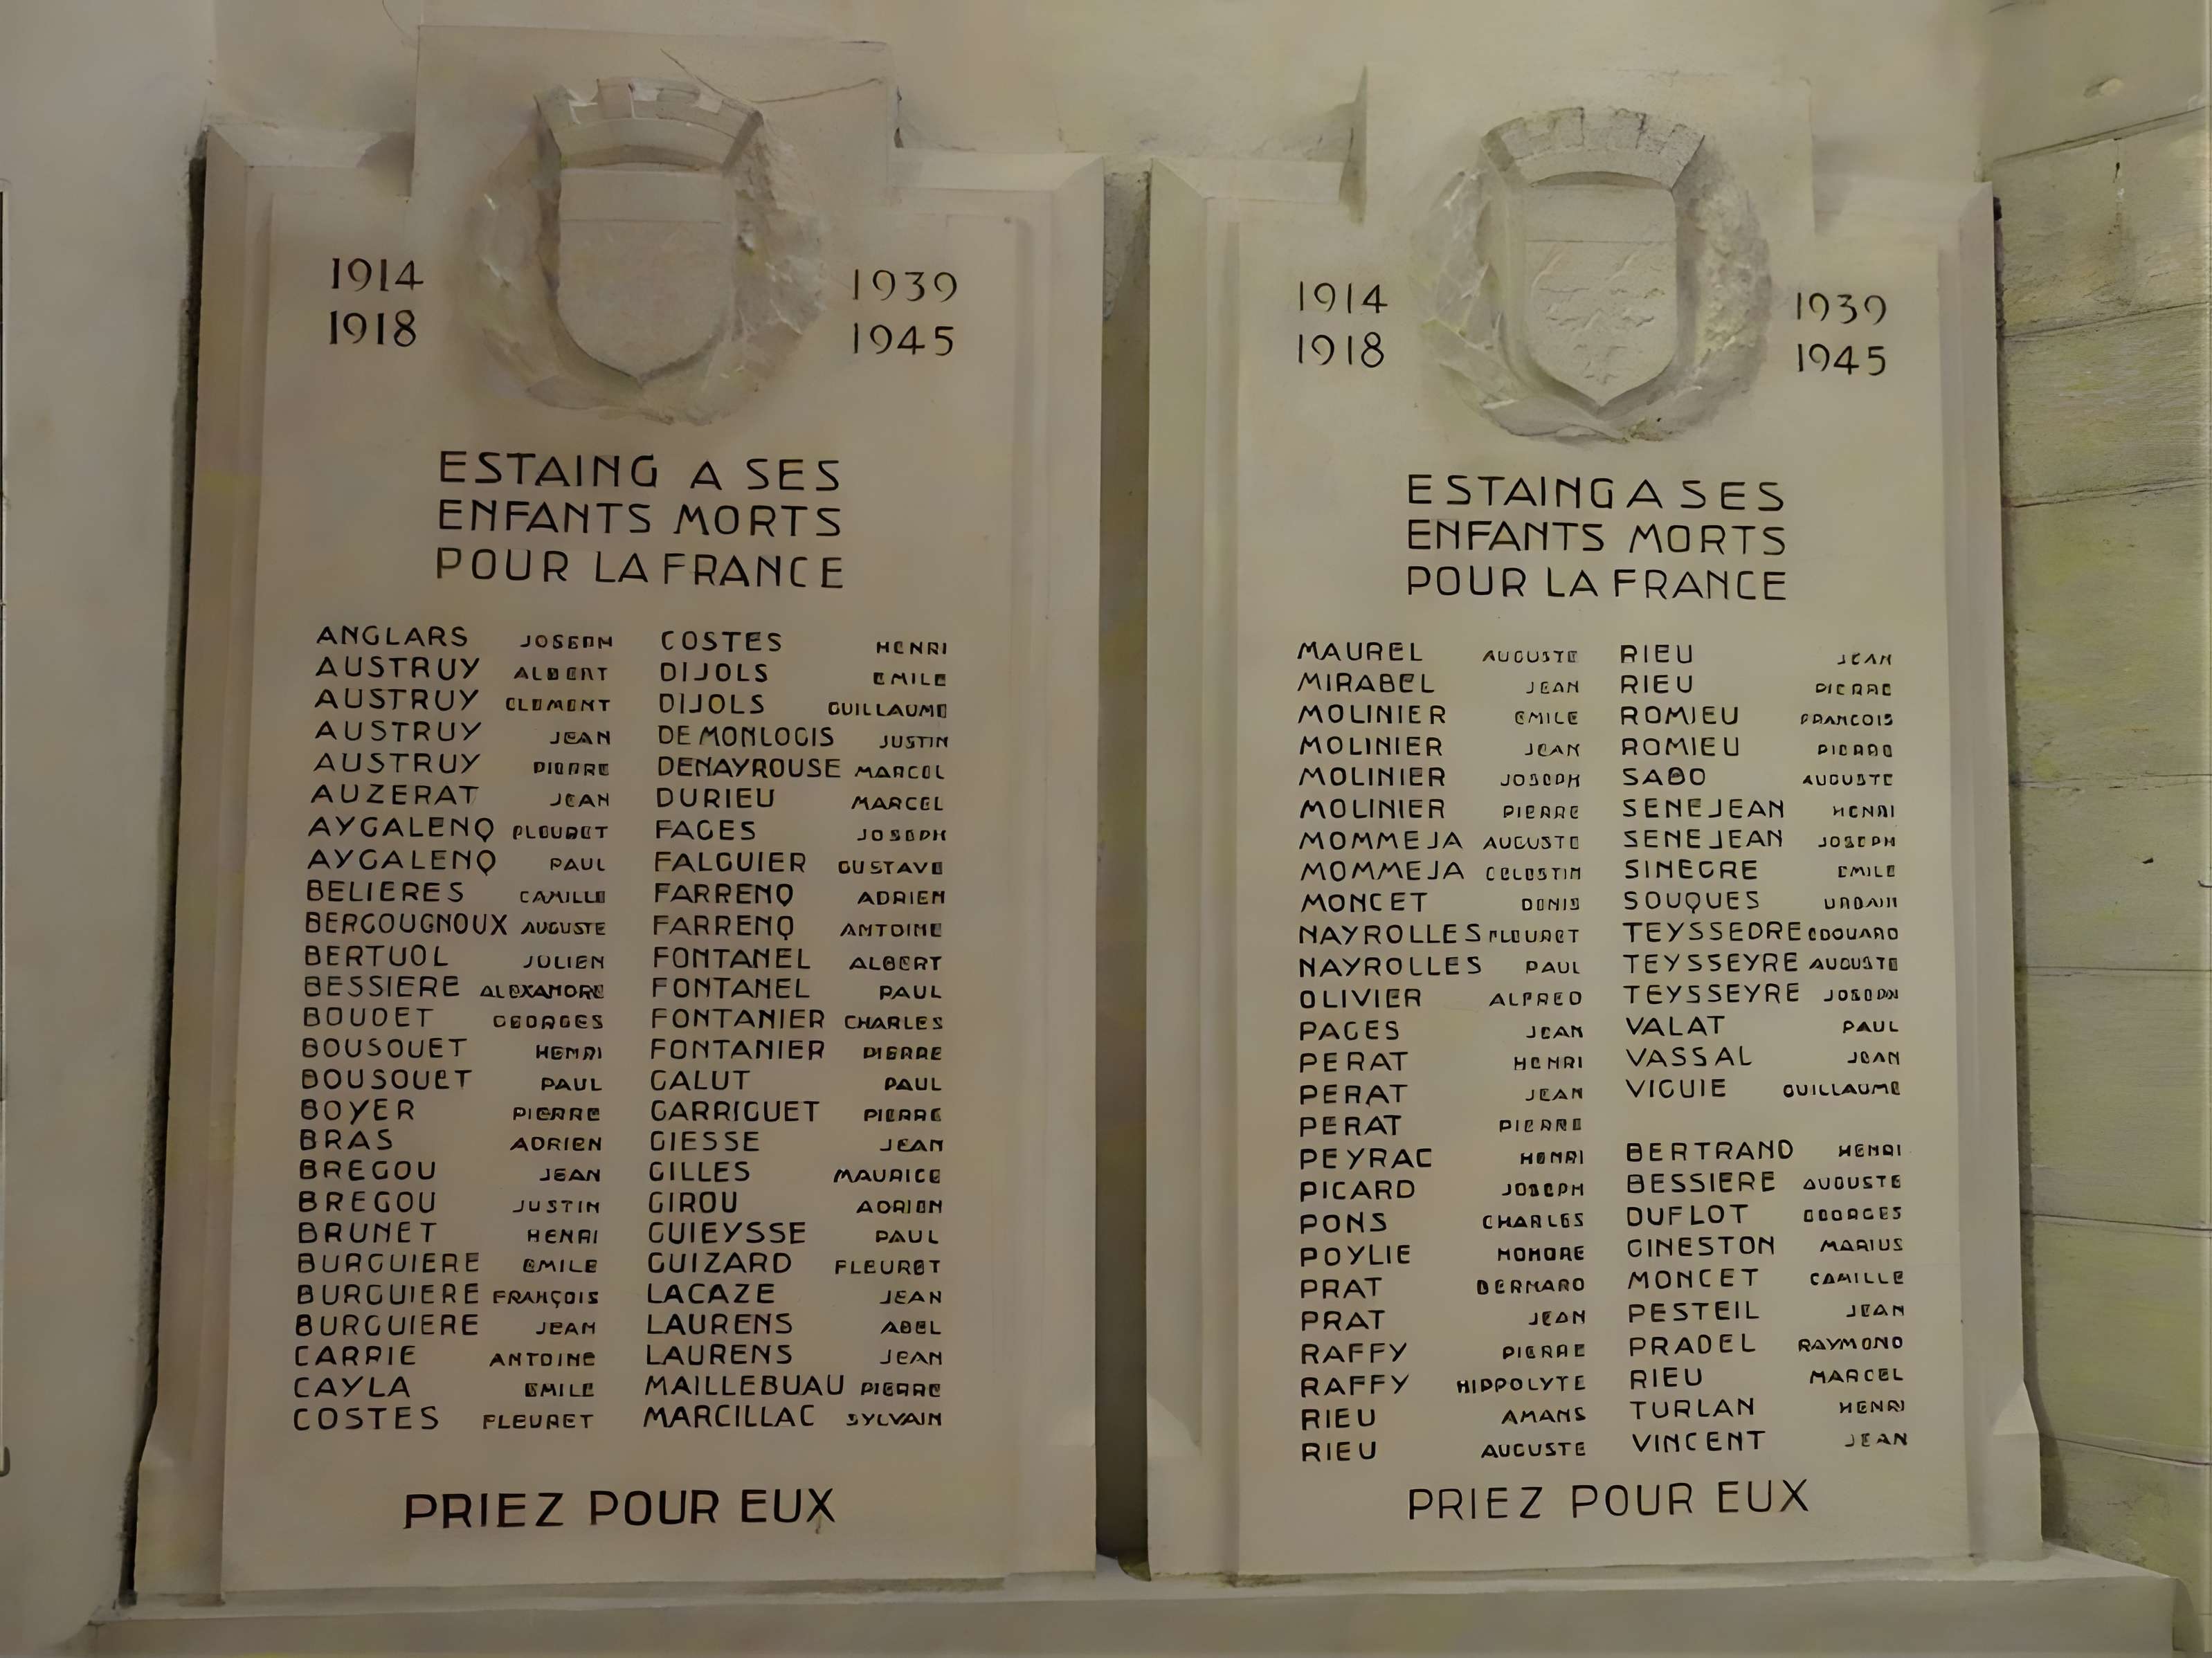 1914
1918
1939
1945
ESTAING A SES
ENFANTS MORTS
POUR LA FRANCE
ANGLARS JOSEPH
AUSTRUY ALBERT
AUSTRUY CLEMENT
AUSTRUY JEAN
AUSTRUY PIERRE
AUZERAT JEAN
AYGALENQ FLEURET
AYGALENQ PAUL
BELIERES CAMILLE
BERGOUGNOUX AUGUSTE
BERTUOL JULIEN
BESSIERE ALEXANDRE
BOUDET GEORGES
BOUSQUET HENRI
BOUSQUET PAUL
BOYER PIERRE
BRAS ADRIEN
BREGOU JEAN
BREGOU JUSTIN
BRUNET HENRI
BURGUIERE EMILE
BURGUIERE FRANÇOIS
BURGUIERE JEAN
CARRIE ANTOINE
CAYLA EMILE
COSTES FLEURET
COSTES HENRI
DIJOLS EMILE
DIJOLS GUILLAUME
DE MONLOGIS JUSTIN
DENAYROUSE MARCEL
DURIEU MARCEL
FAGES JOSEPH
FALGUIER GUSTAVE
FARRENQ ADRIEN
FARRENQ ANTOINE
FONTANEL ALBERT
FONTANEL PAUL
FONTANIER CHARLES
FONTANIER PIERRE
GALUT PAUL
GARRIGUET PIERRE
GIESSE JEAN
GILLES MAURICE
GIROU ADRIEN
GUIEYSSE PAUL
GUIZARD FLEURET
LACAZE JEAN
LAURENS ABEL
LAURENS JEAN
MAILLEBUAU PIERRE
MARCILLAC SYLVAIN
PRIEZ POUR EUX
1914
1918
1939
1945
ESTAING A SES
ENFANTS MORTS
POUR LA FRANCE
MAUREL AUGUSTE
MIRABEL JEAN
MOLINIER EMILE
MOLINIER JEAN
MOLINIER JOSEPH
MOLINIER PIERRE
MOMMEJA AUGUSTE
MOMMEJA CELESTIN
MONCET DENIS
NAYROLLES FLEURET
NAYROLLES PAUL
OLIVIER ALFRED
PAGES JEAN
PERAT HENRI
PERAT JEAN
PERAT PIERRE
PEYRAC HENRI
PICARD JOSEPH
PONS CHARLES
POYLIE HONORE
PRAT BERNARD
PRAT JEAN
RAFFY PIERRE
RAFFY HIPPOLYTE
RIEU AMANS
RIEU AUGUSTE
RIEU JEAN
RIEU PIERRE
ROMIEU FRANCOIS
ROMIEU PIERRE
SABO AUGUSTE
SENEJEAN HENRI
SENEJEAN JOSEPH
SINEGRE EMILE
SOUQUES URBAIN
TEYSSEDRE EDOUARD
TEYSSEYRE AUGUSTE
TEYSSEYRE JOSEPH
VALAT PAUL
VASSAL JEAN
VIGUIE GUILLAUME
BERTRAND HENRI
BESSIERE AUGUSTE
DUFLOT GEORGES
GINESTON MARIUS
MONCET CAMILLE
PESTEIL JEAN
PRADEL RAYMOND
RIEU MARCEL
TURLAN HENRI
VINCENT JEAN
PRIEZ POUR EUX